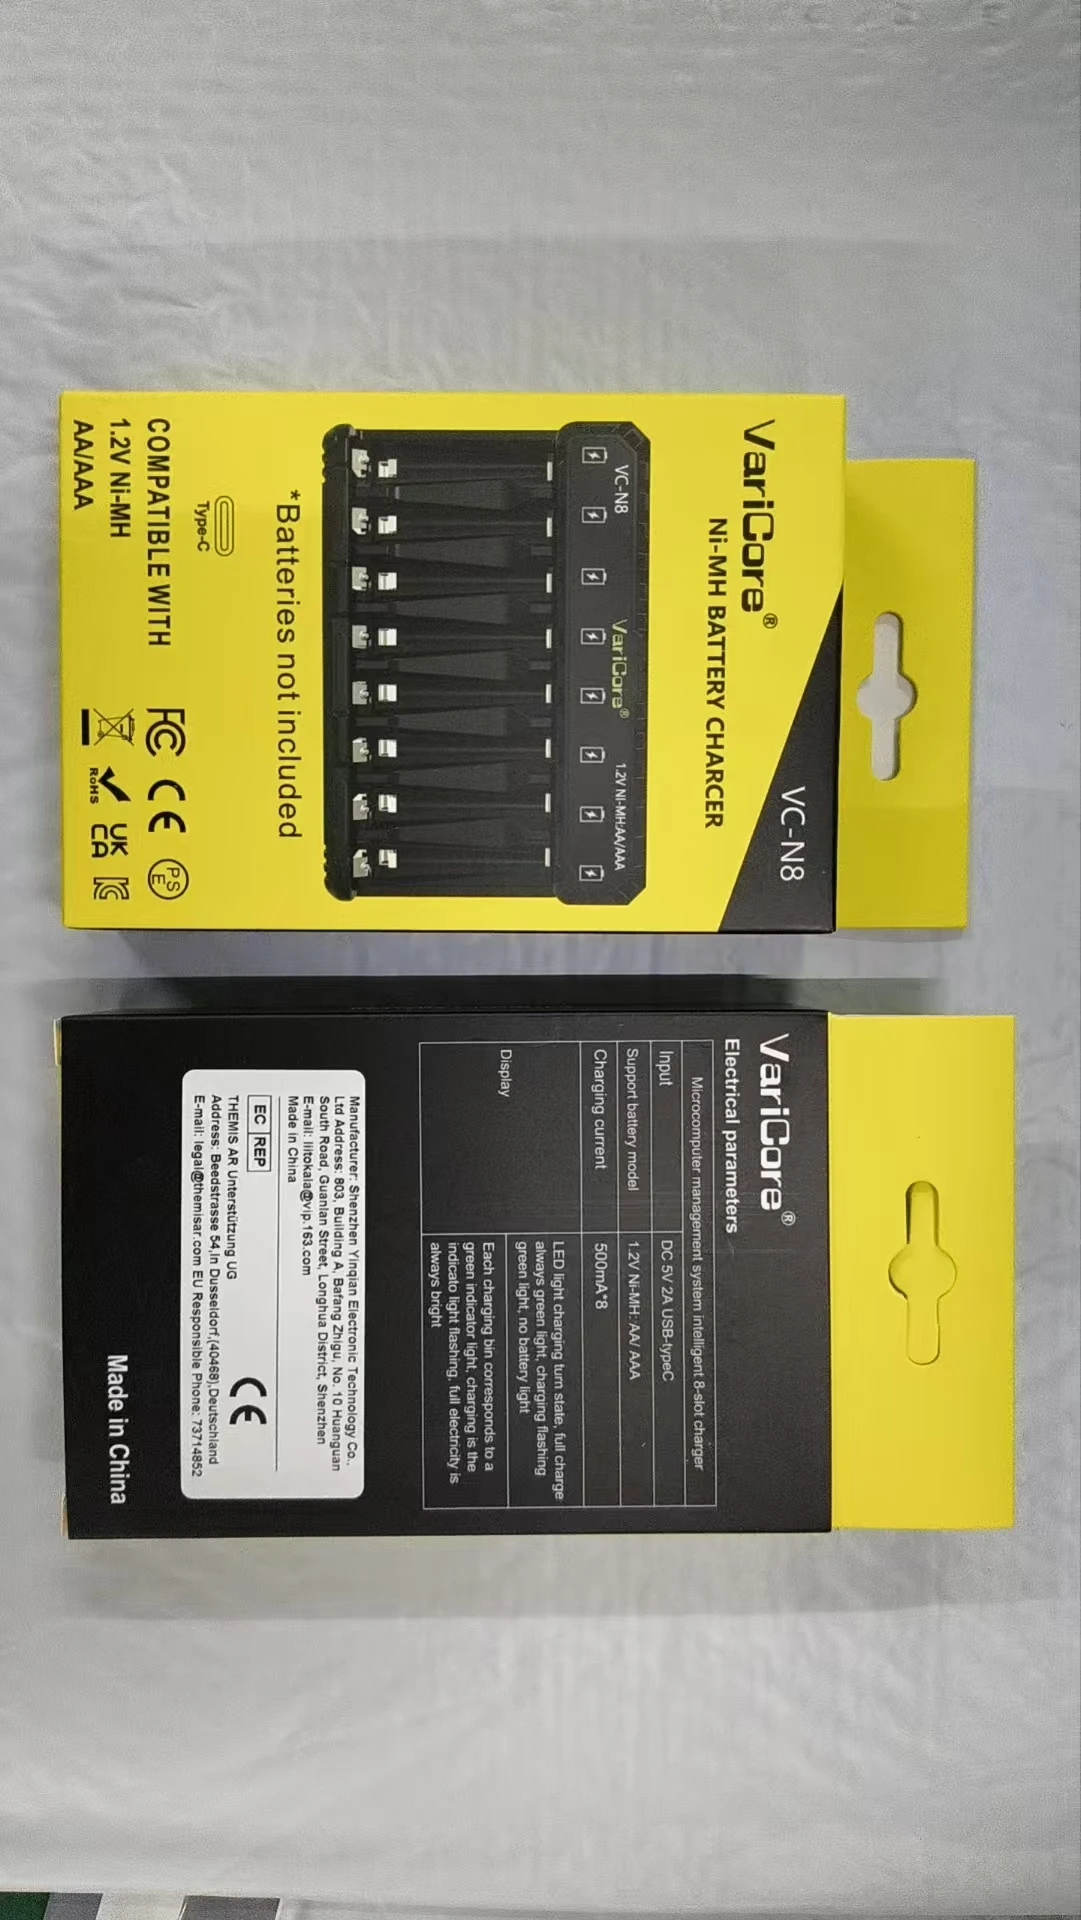 VC-N8
VariCore®
Ni-MH BATTERY CHARCER
VC-N8
VariCore®
1.2V NI-MH:AA/AAA
*Batteries not included
Type-C
COMPATIBLE WITH
1.2V Ni-MH
AA/AAA
FC CE PSE
RoHS UK CA
VariCore®
Electrical parameters
Microcomputer management system intelligent 8-slot charger
Input DC 5V 2A USB-typeC
Support battery model 1.2V Ni-MH: AA/ AAA
Charging current 500mA*8
Display
LED light charging turn state, full charge
always green light, charging flashing
green light, no battery light
Each charging bin corresponds to a
green indicator light, charging is the
indicato light flashing, full electricity is
always bright
Manufacturer: Shenzhen Yinqian Electronic Technology Co.,
Ltd Address: 803, Building A, Bafang Zhigu, No. 10 Huanguan
South Road, Guanlan Street, Longhua District, Shenzhen
E-mail: liitokala@vip.163.com
Made in China
EC REP
CE
THEMIS AR Unterstützung UG
Address: Beedstrasse 54,In Dusseldorf,(40468),Deutschland
E-mail: legal@themisar.com EU Responsible Phone: 73714852
Made in China